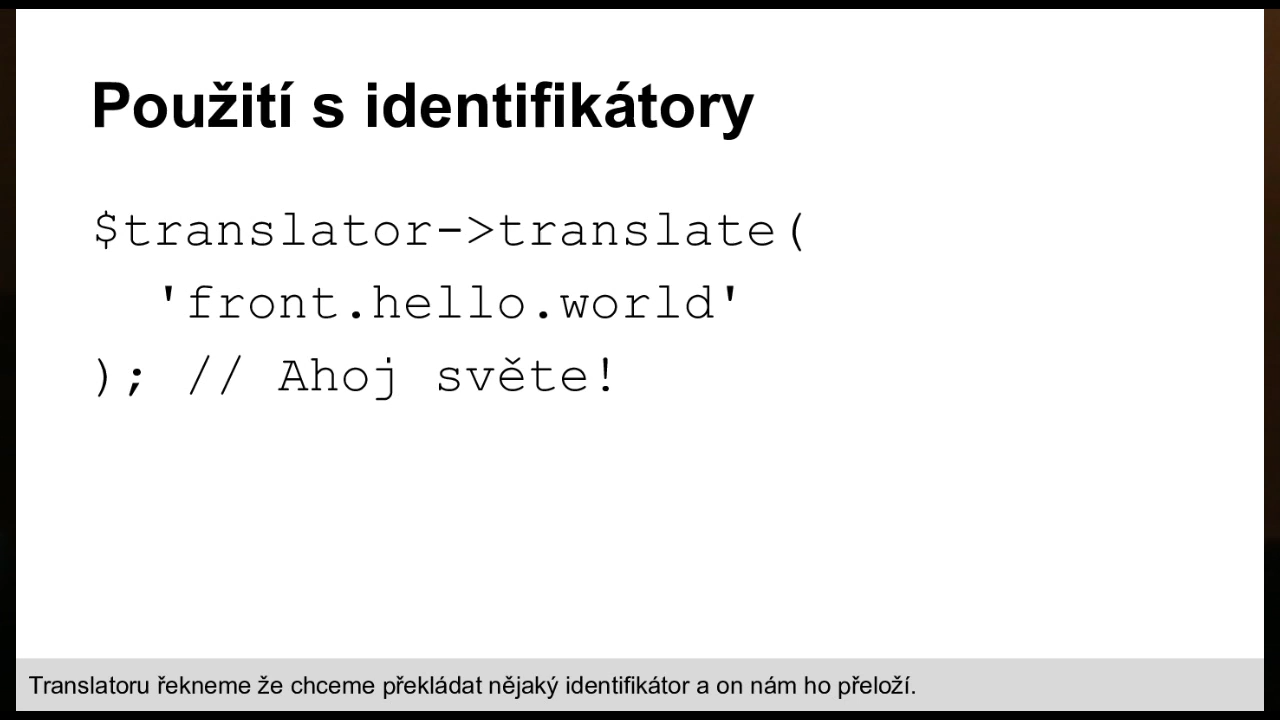 Použití s identifikátory
$translator->translate(
  'front.hello.world'
); // Ahoj světe!
Translatoru řekneme že chceme překládat nějaký identifikátor a on nám ho přeloží.